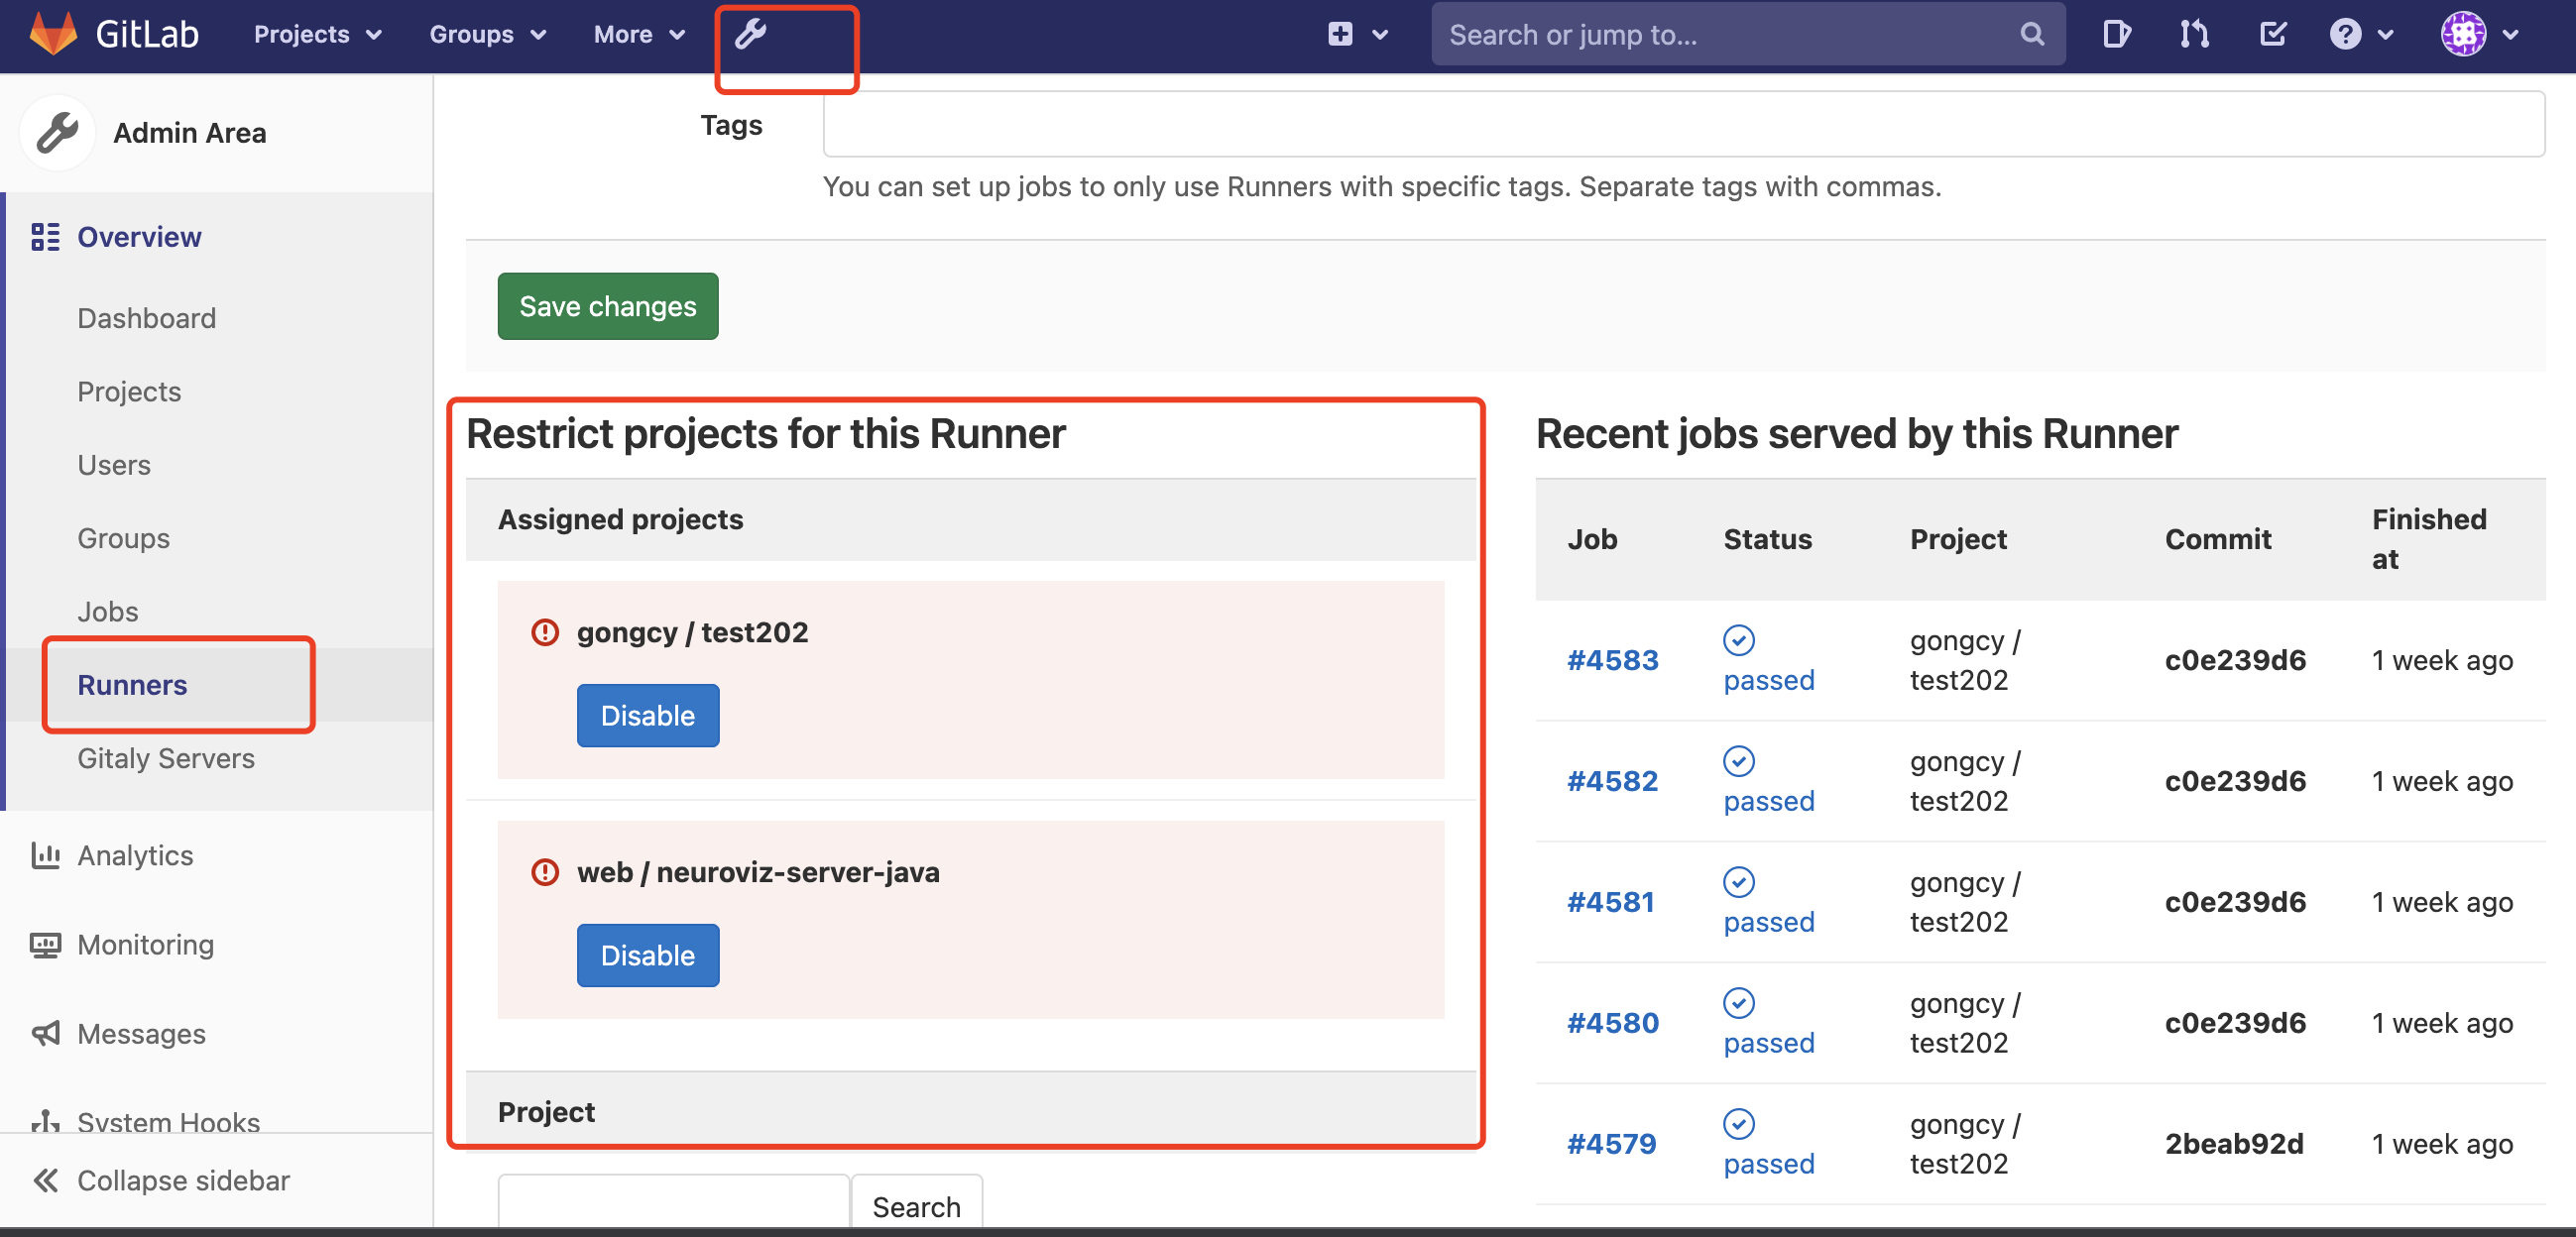 GitLab
Projects
Groups
More
Search or jump to...
Admin Area
Overview
Dashboard
Projects
Users
Groups
Jobs
Runners
Gitaly Servers
Analytics
Monitoring
Messages
System Hooks
Collapse sidebar
Tags
You can set up jobs to only use Runners with specific tags. Separate tags with commas.
Save changes
Restrict projects for this Runner
Assigned projects
gongcy / test202
Disable
web / neuroviz-server-java
Disable
Project
Search
Recent jobs served by this Runner
Job Status Project Commit Finished
at
#4583 passed gongcy / c0e239d6 1 week ago
test202
#4582 passed gongcy / c0e239d6 1 week ago
test202
#4581 passed gongcy / c0e239d6 1 week ago
test202
#4580 passed gongcy / c0e239d6 1 week ago
test202
#4579 passed gongcy / 2beab92d 1 week ago
test202